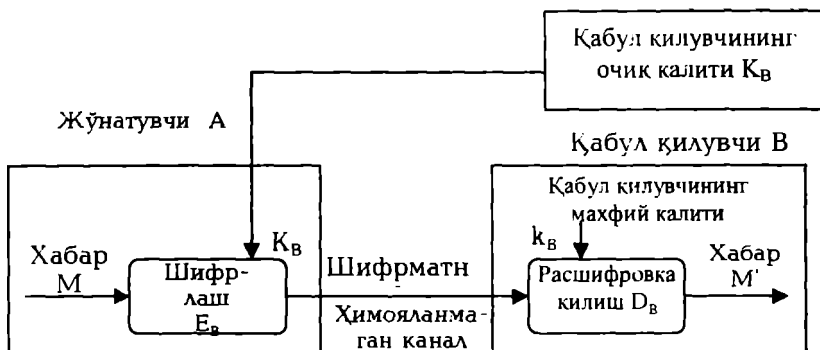 Қабул қилувчининг
очиқ калити K_B
Жўнатувчи А
Қабул қилувчи В
Қабул қилувчининг
махфий калити
k_B
K_B
Хабар
М
Шифр-
лаш
E_B
Шифрматн
Ҳимояланма-
ган канал
Расшифровка
килиш D_B
Хабар
М'